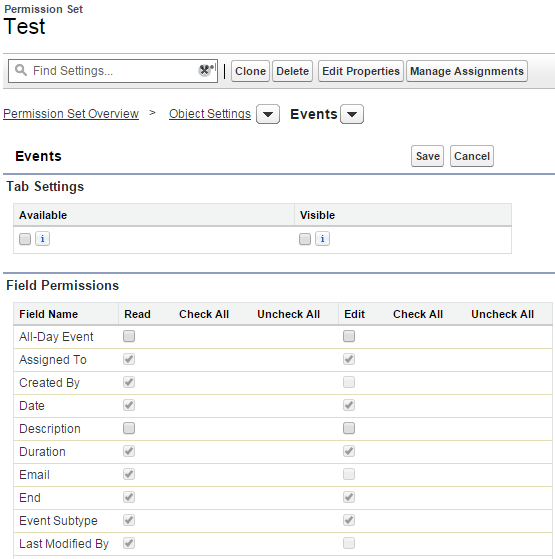 Permission Set
Test
Find Settings... Clone Delete Edit Properties Manage Assignments
Permission Set Overview > Object Settings Events
Events Save Cancel
Tab Settings
Available Visible
i i
Field Permissions
Field Name Read Check All Uncheck All Edit Check All Uncheck All
All-Day Event
Assigned To
Created By
Date
Description
Duration
Email
End
Event Subtype
Last Modified By